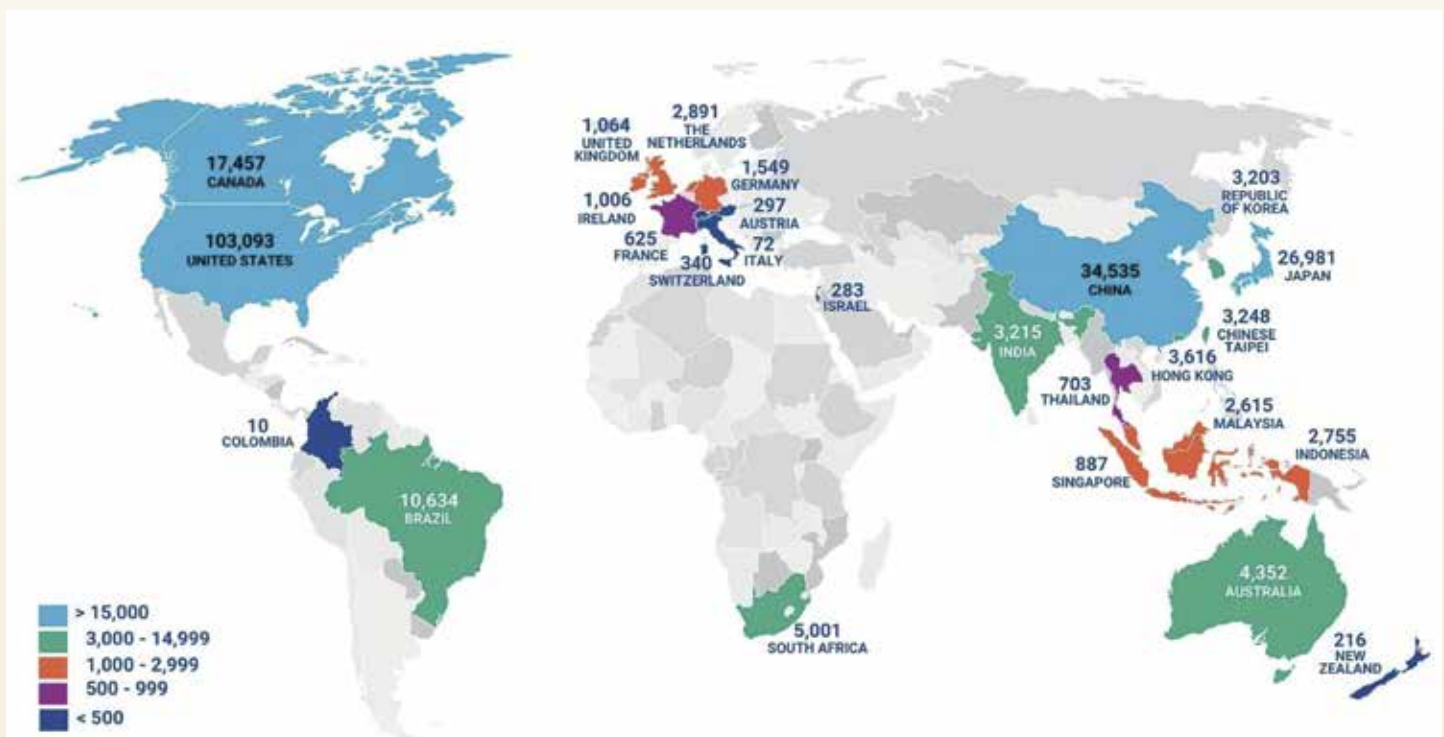 17,457
CANADA
103,093
UNITED STATES
1,064
UNITED
KINGDOM
2,891
THE
NETHERLANDS
1,549
GERMANY
1,006
IRELAND
297
AUSTRIA
625
FRANCE
72
ITALY
340
SWITZERLAND
283
ISRAEL
34,535
CHINA
3,203
REPUBLIC
OF KOREA
26,981
JAPAN
3,248
CHINESE
TAIPEI
3,215
INDIA
3,616
HONG KONG
703
THAILAND
2,615
MALAYSIA
2,755
INDONESIA
887
SINGAPORE
10
COLOMBIA
10,634
BRAZIL
5,001
SOUTH AFRICA
4,352
AUSTRALIA
216
NEW
ZEALAND
> 15,000
3,000 - 14,999
1,000 - 2,999
500 - 999
< 500